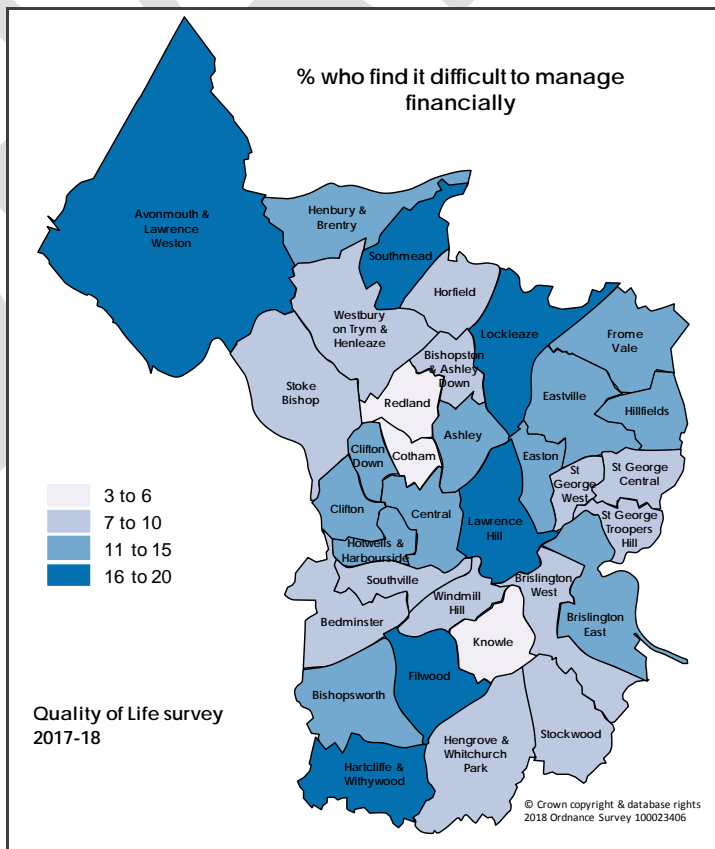 % who find it difficult to manage
financially
Avonmouth &
Lawrence
Weston
Henbury &
Brentry
Southmead
Horfield
Westbury
on Trym &
Henleaze
Lockleaze
Frome
Vale
Bishopston
& Ashley
Down
Stoke
Bishop
Redland
Eastville
Hillfields
Ashley
Clifton
Down
Cotham
Easton
St
George
West
St George
Central
Clifton
Central
Lawrence
Hill
St George
Troopers
Hill
Hotwells &
Harbourside
Southville
Brislington
West
Windmill
Hill
Bedminster
Brislington
East
Knowle
Filwood
Bishopsworth
Stockwood
Hengrove &
Whitchurch
Park
Hartcliffe &
Withywood
3 to 6
7 to 10
11 to 15
16 to 20
Quality of Life survey
2017-18
© Crown copyright & database rights
2018 Ordnance Survey 100023406